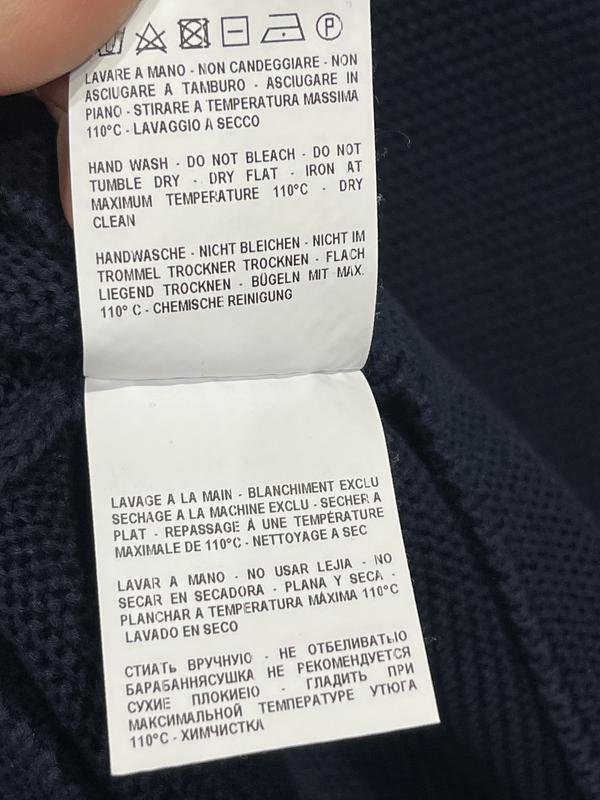 P
LAVARE A MANO - NON CANDEGGIARE - NON
ASCIUGARE A TAMBURO - ASCIUGARE IN
PIANO - STIRARE A TEMPERATURA MASSIMA
110°C - LAVAGGIO A SECCO
HAND WASH - DO NOT BLEACH - DO NOT
TUMBLE DRY - DRY FLAT - IRON AT
MAXIMUM TEMPERATURE 110°C - DRY
CLEAN
HANDWASCHE - NICHT BLEICHEN - NICHT IM
TROMMEL TROCKNER TROCKNEN - FLACH
LIEGEND TROCKNEN - BÜGELN MIT MAX.
110° C - CHEMISCHE REINIGUNG
LAVAGE A LA MAIN - BLANCHIMENT EXCLU
SECHAGE A LA MACHINE EXCLU - SECHER A
PLAT - REPASSAGE À UNE TEMPÉRATURE
MAXIMALE DE 110°C - NETTOYAGE A SEC
LAVAR A MANO - NO USAR LEJIA - NO
SECAR EN SECADORA - PLANA Y SECA -
PLANCHAR A TEMPERATURA MÁXIMA 110°C
LAVADO EN SECO
СТИАТЬ ВРУЧНУЮ - НЕ ОТБЕЛИВАТЬIO
БАРАБАННЯСУШКА НЕ РЕКОМЕНДУЕТСЯ
СУХИЕ ПЛОКИЕIO - ГЛАДИТЬ ПРИ
МАКСИМАЛЬНОЙ ТЕМПЕРАТУРЕ УТЮГА
110°C - ХИМЧИСТКА